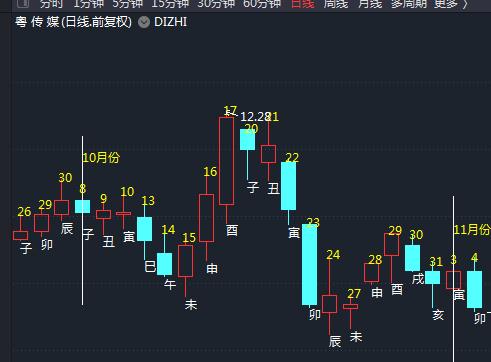 分时 1分钟 5分钟 15分钟 30分钟 60分钟 日线 周线 月线 多周期 更多
粤 传 媒(日线.前复权) DIZHI
17
12.28
20
21
10月份
22
16
30
8
9
10
13
26
29
23
14
15
24
27
28
29
30
31
11月份
3
4
子
卯
辰
子
丑
寅
巳
午
未
申
酉
子
丑
寅
卯
辰
未
申
酉
戌
亥
寅
卯